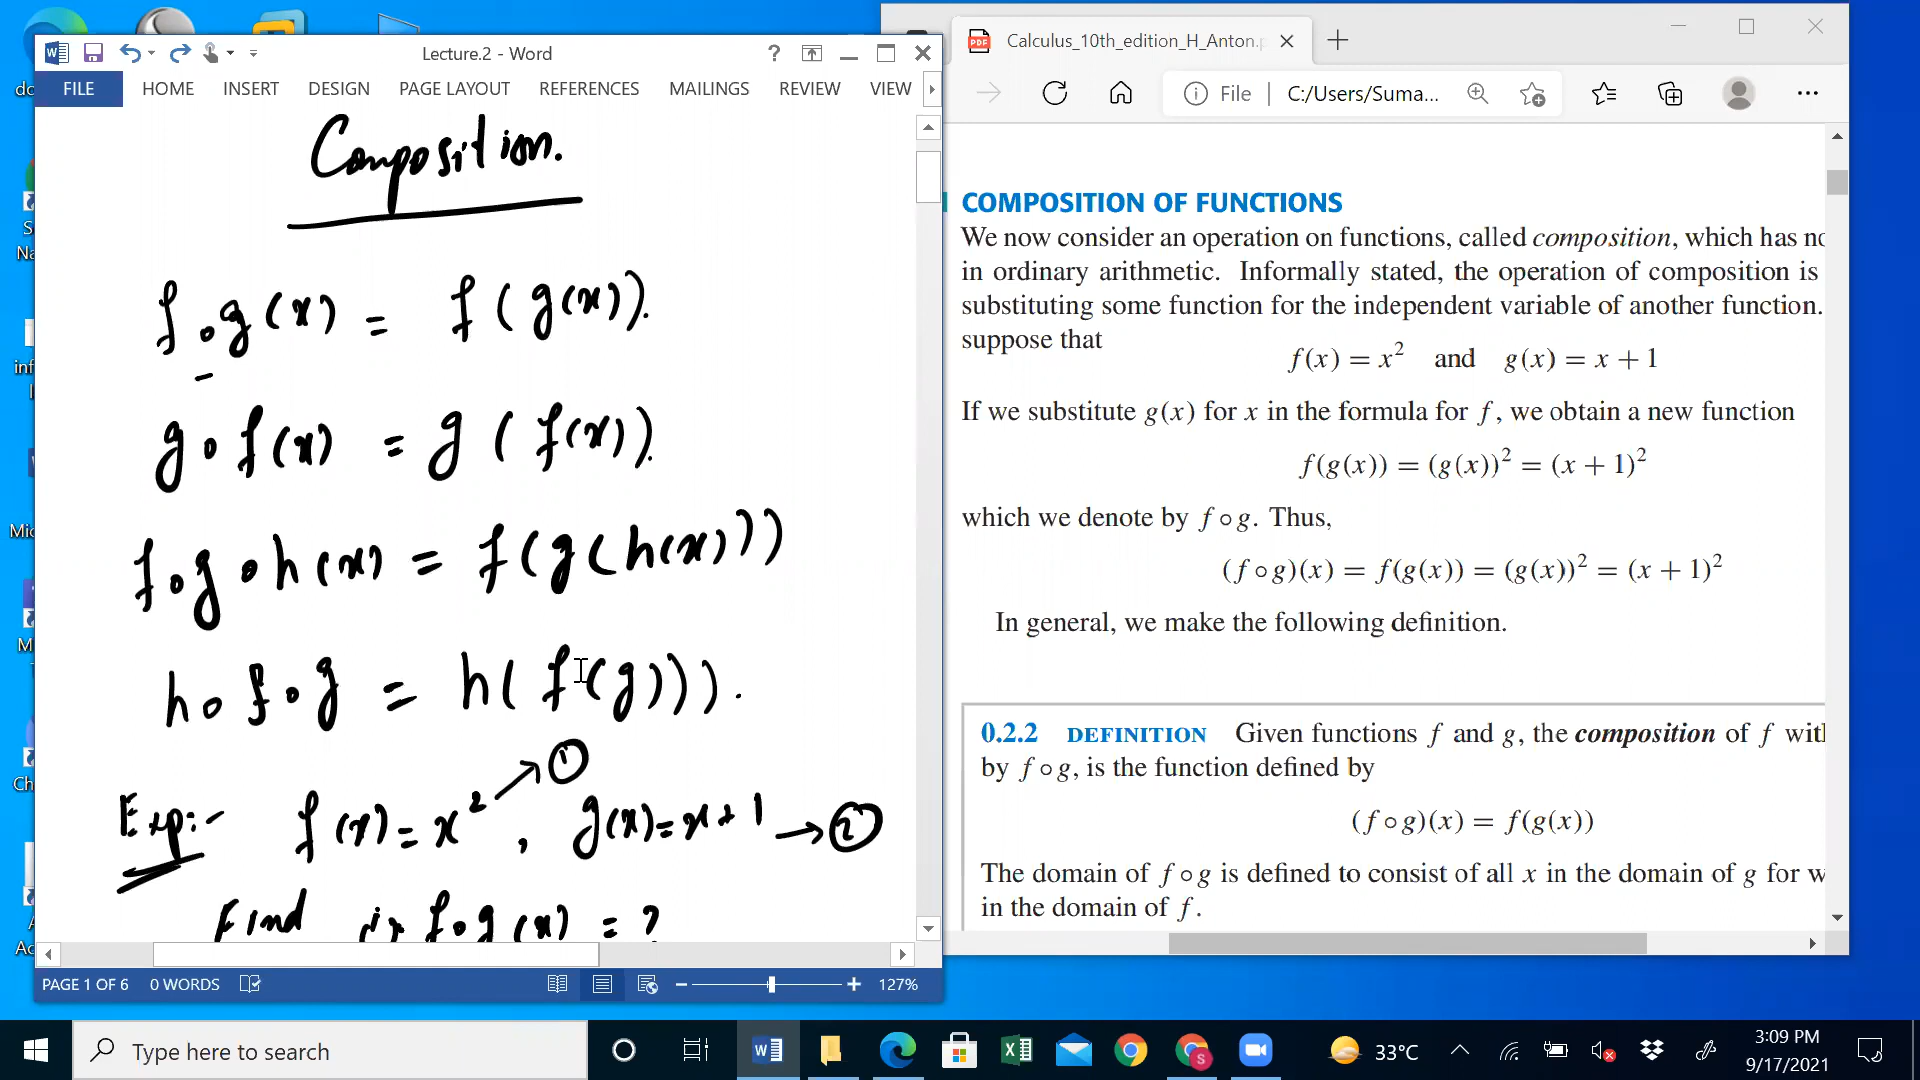 Lecture.2 - Word
FILE HOME INSERT DESIGN PAGE LAYOUT REFERENCES MAILINGS REVIEW VIEW
Composition.
fog(x) = f(g(x)).
gof(x) = g(f(x)).
fogoh(x) = f(g(h(x)))
hofog = h(f(g))).
Exp:- f(x)=x² → ① , g(x)=x+1 → ②
Find fog(x) = ?
PAGE 1 OF 6 0 WORDS 127%
Calculus_10th_edition_H_Anton.p
File C:/Users/Suma...
COMPOSITION OF FUNCTIONS
We now consider an operation on functions, called composition, which has no
in ordinary arithmetic. Informally stated, the operation of composition is
substituting some function for the independent variable of another function.
suppose that
f(x) = x² and g(x) = x + 1
If we substitute g(x) for x in the formula for f, we obtain a new function
f(g(x)) = (g(x))² = (x + 1)²
which we denote by f ∘ g. Thus,
(f ∘ g)(x) = f(g(x)) = (g(x))² = (x + 1)²
In general, we make the following definition.
0.2.2 DEFINITION Given functions f and g, the composition of f with
by f ∘ g, is the function defined by
(f ∘ g)(x) = f(g(x))
The domain of f ∘ g is defined to consist of all x in the domain of g for w
in the domain of f.
Type here to search
33°C
3:09 PM
9/17/2021